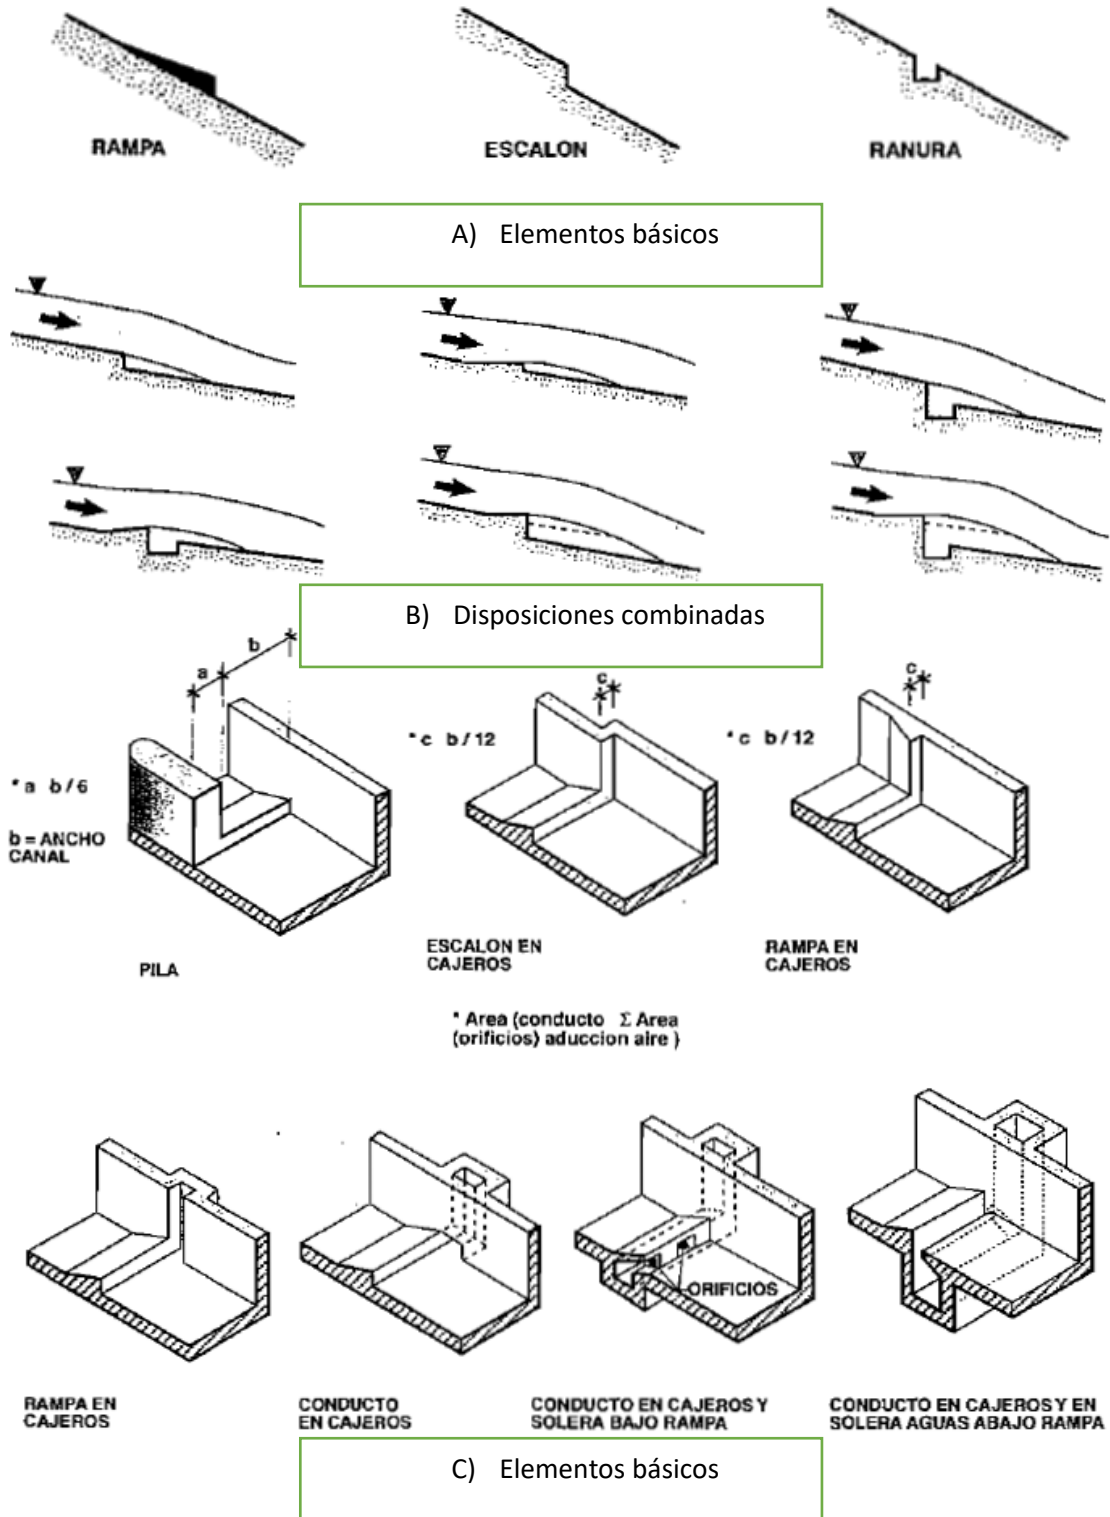 RAMPA
ESCALON
RANURA
A) Elementos básicos
B) Disposiciones combinadas
a
b
* a b/6
b = ANCHO
CANAL
PILA
c
* c b/12
ESCALON EN
CAJEROS
c
* c b/12
RAMPA EN
CAJEROS
* Area (conducto Σ Area
(orificios) aduccion aire )
ORIFICIOS
RAMPA EN
CAJEROS
CONDUCTO
EN CAJEROS
CONDUCTO EN CAJEROS Y
SOLERA BAJO RAMPA
CONDUCTO EN CAJEROS Y EN
SOLERA AGUAS ABAJO RAMPA
C) Elementos básicos